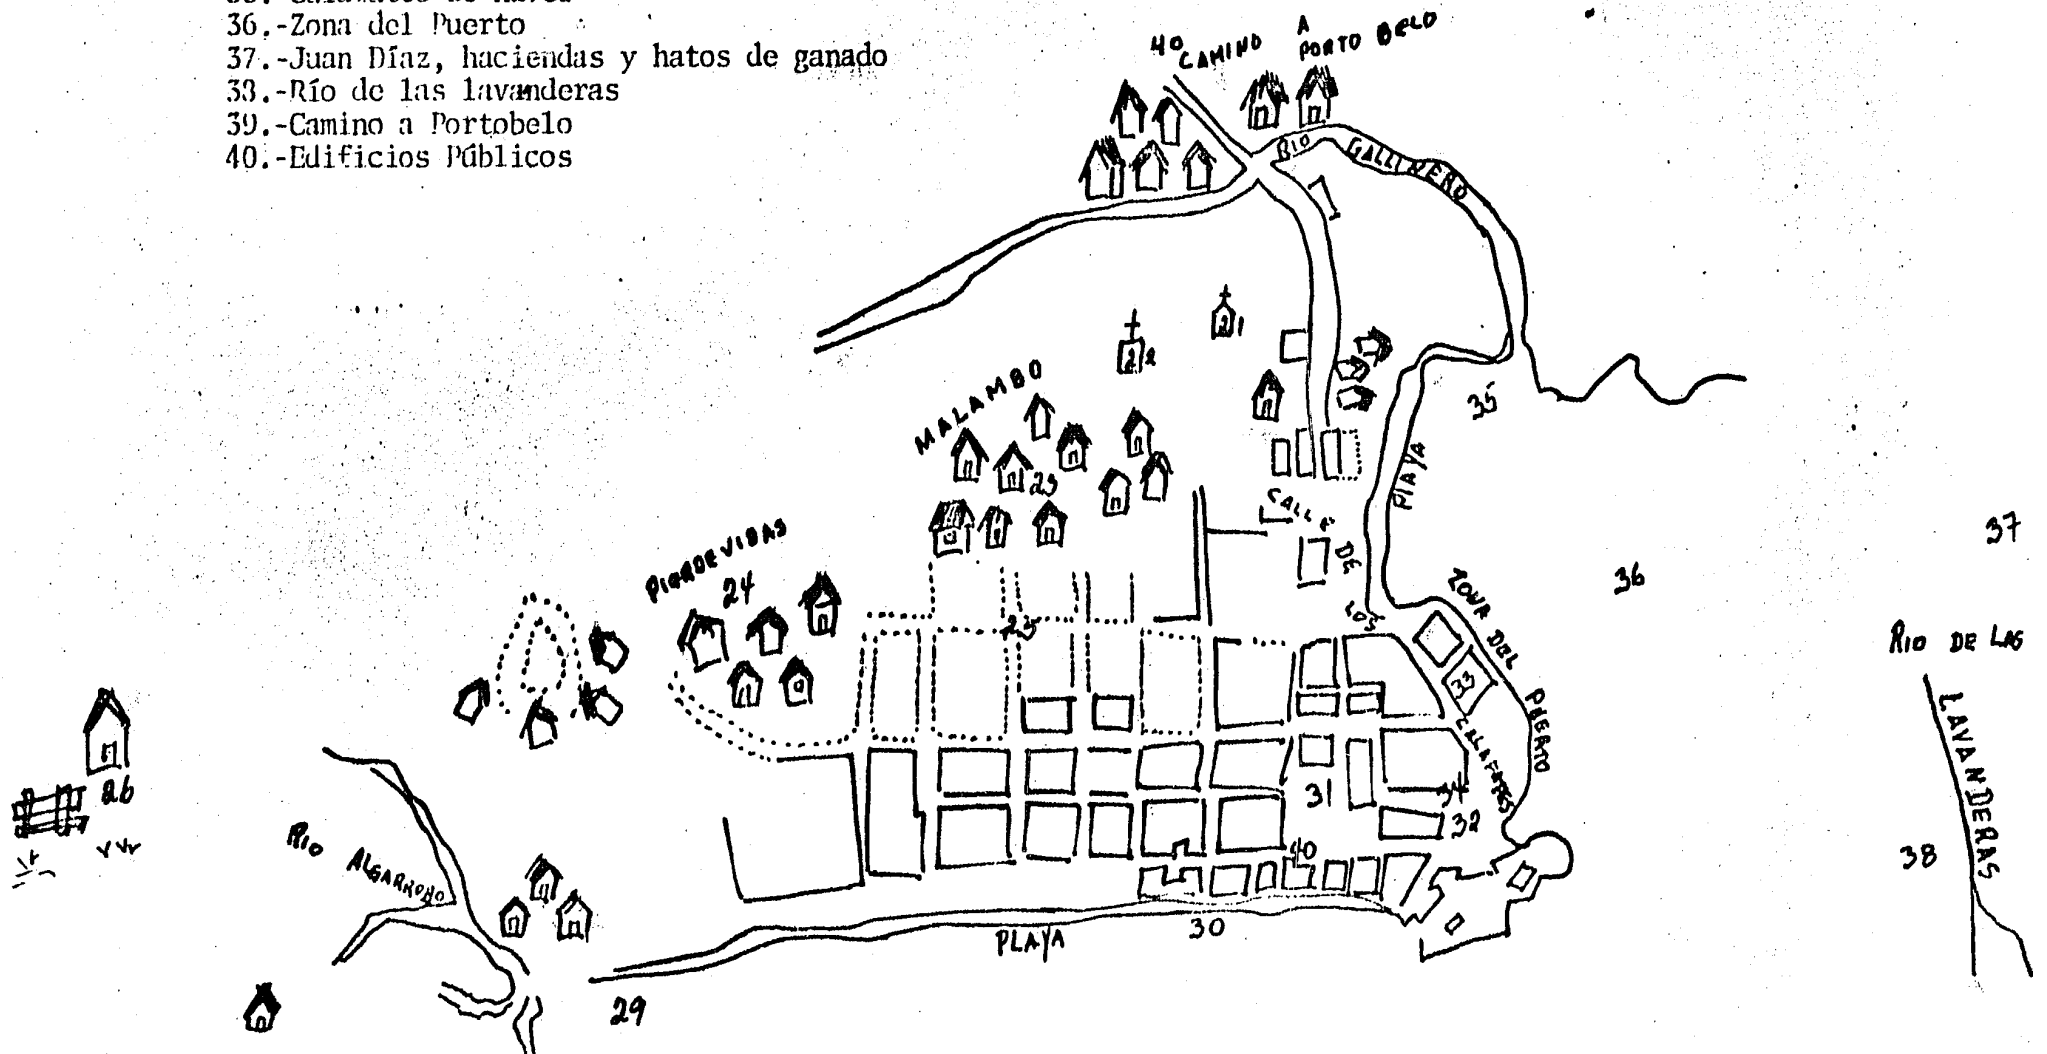 36.-Zona del Puerto
37.-Juan Díaz, haciendas y hatos de ganado
38.-Río de las lavanderas
39.-Camino a Portobelo
40.-Edificios Públicos
40 CAMINO A PORTO BELO
RIO GALLINERO
21
22
MALAMBO
23
35
PLAYA
CALLE DE LOS CALAFATES
37
36
PIERDEVIDAS
24
25
ZONA DEL PUERTO
33
RIO DE LAS LAVANDERAS
26
31
34
32
RIO ALGARROBO
40
38
PLAYA
30
29